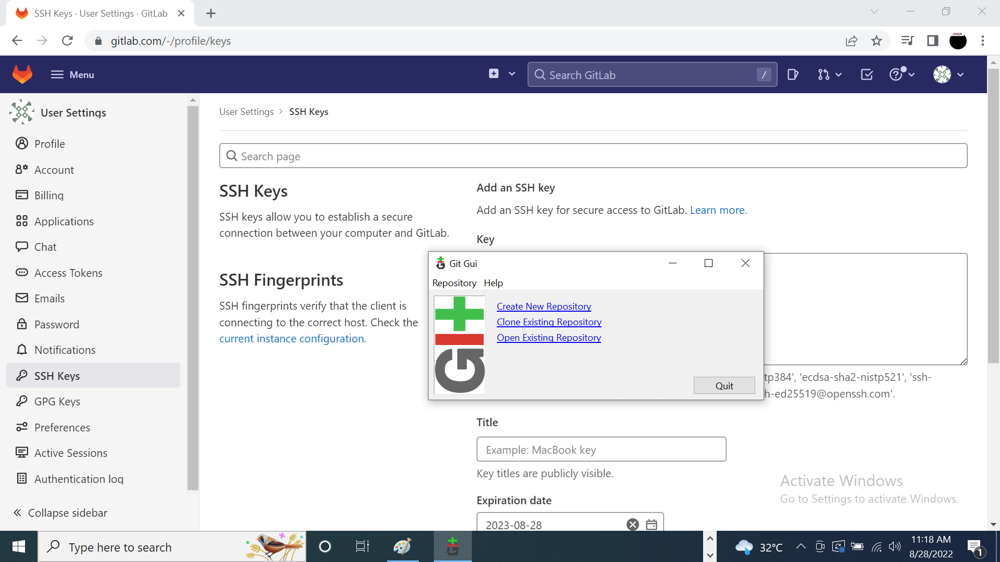 SSH Keys · User Settings · GitLab
gitlab.com/-/profile/keys
Menu
Search GitLab
/
User Settings
Profile
Account
Billing
Applications
Chat
Access Tokens
Emails
Password
Notifications
SSH Keys
GPG Keys
Preferences
Active Sessions
Authentication log
Collapse sidebar
User Settings › SSH Keys
Search page
SSH Keys
SSH keys allow you to establish a secure
connection between your computer and GitLab.
SSH Fingerprints
SSH fingerprints verify that the client is
connecting to the correct host. Check the
current instance configuration.
Add an SSH key
Add an SSH key for secure access to GitLab. Learn more.
Key
Git Gui
Repository Help
Git
Create New Repository
Clone Existing Repository
Open Existing Repository
Quit
tp384', 'ecdsa-sha2-nistp521', 'ssh-
h-ed25519@openssh.com'.
Title
Example: MacBook key
Key titles are publicly visible.
Expiration date
2023-08-28
Activate Windows
Go to Settings to activate Windows.
Type here to search
32°C
11:18 AM
8/28/2022
1